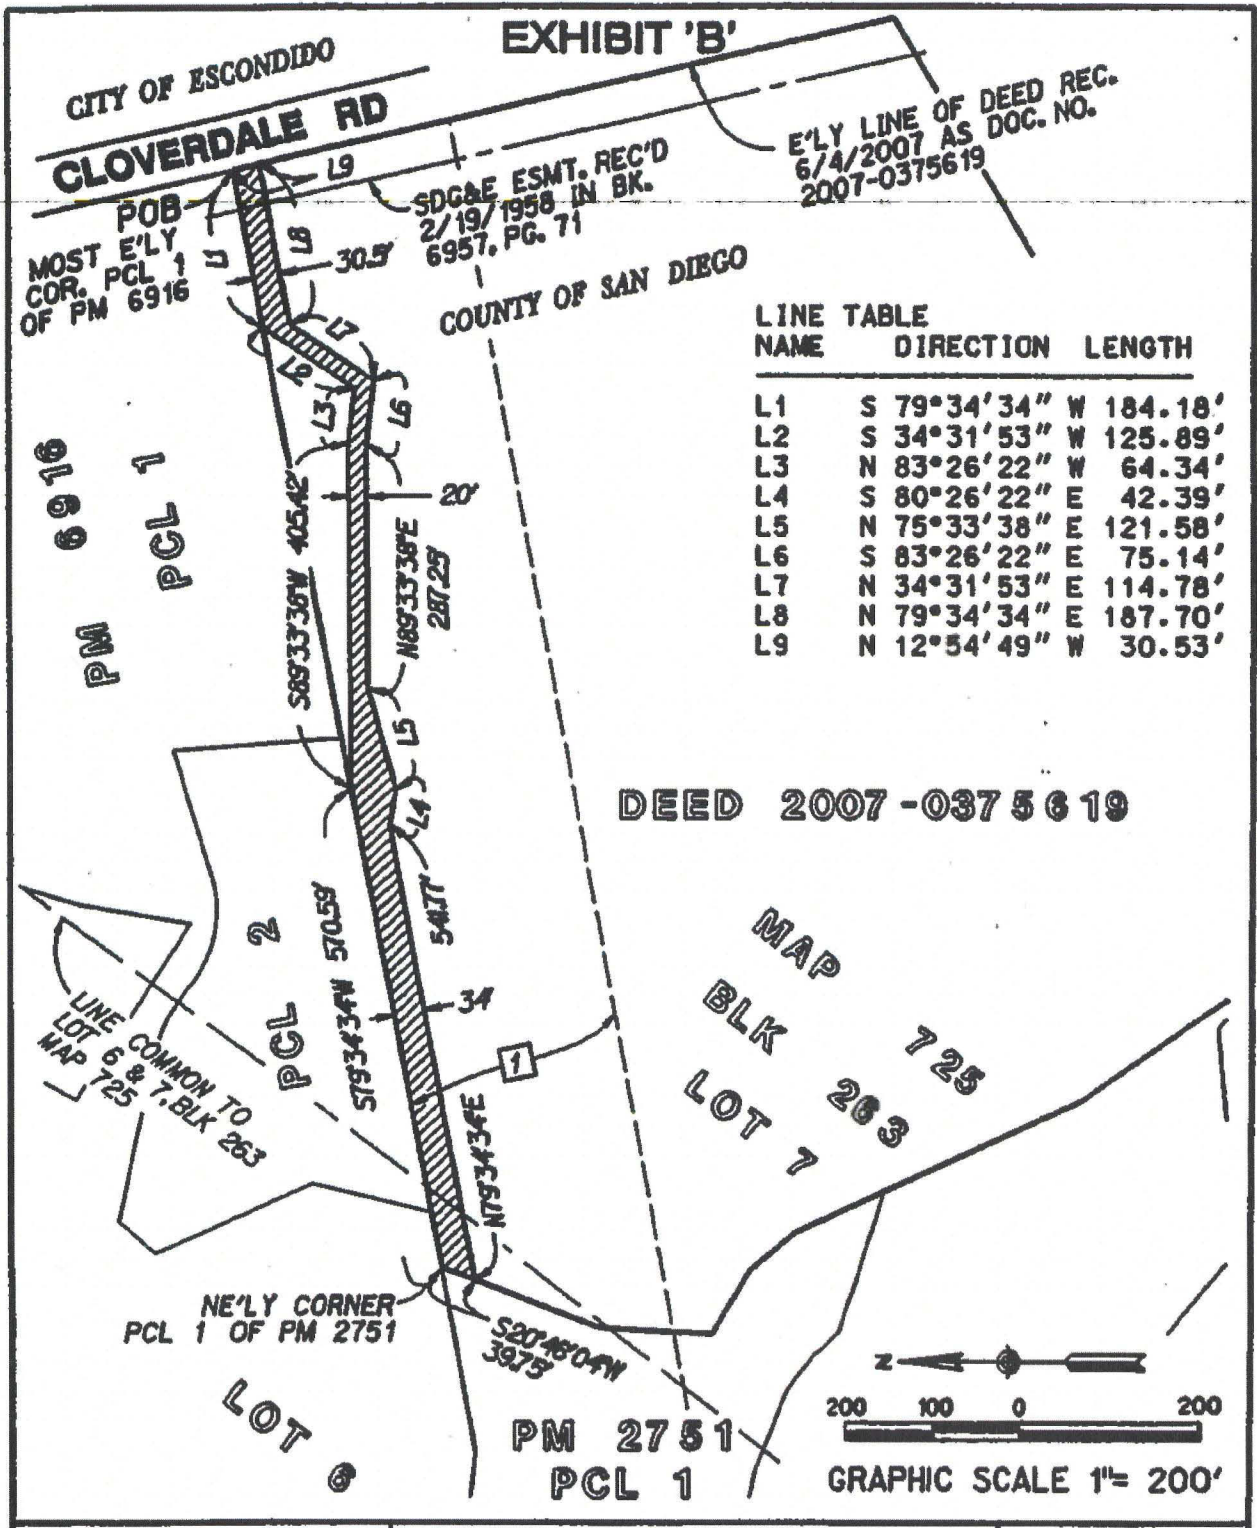 EXHIBIT 'B'
CITY OF ESCONDIDO
CLOVERDALE RD
L9
E'LY LINE OF DEED REC.
6/4/2007 AS DOC. NO.
2007-0375619
SDG&E ESMT. REC'D
2/19/1958 IN BK.
6957, PG. 71
POB
MOST E'LY
COR. PCL 1
OF PM 6916
L1
L8
30.5'
COUNTY OF SAN DIEGO
L7
L2
L3
L6
LINE TABLE
NAME DIRECTION LENGTH
L1 S 79°34'34" W 184.18'
L2 S 34°31'53" W 125.89'
L3 N 83°26'22" W 64.34'
L4 S 80°26'22" E 42.39'
L5 N 75°33'38" E 121.58'
L6 S 83°26'22" E 75.14'
L7 N 34°31'53" E 114.78'
L8 N 79°34'34" E 187.70'
L9 N 12°54'49" W 30.53'
PM 6916
PCL 1
S89°33'38"W 405.42'
20'
N89°33'38"E
287.25'
L5
L4
DEED 2007-0375619
PCL 2
S79°34'34"W 570.59'
541.77'
34'
1
N79°34'34"E
LINE COMMON TO
LOT 6 & 7, BLK 263
MAP 725
MAP 725
BLK 263
LOT 7
NE'LY CORNER
PCL 1 OF PM 2751
S20°46'04"W
39.75'
LOT 6
PM 2751
PCL 1
N
200 100 0 200
GRAPHIC SCALE 1"= 200'